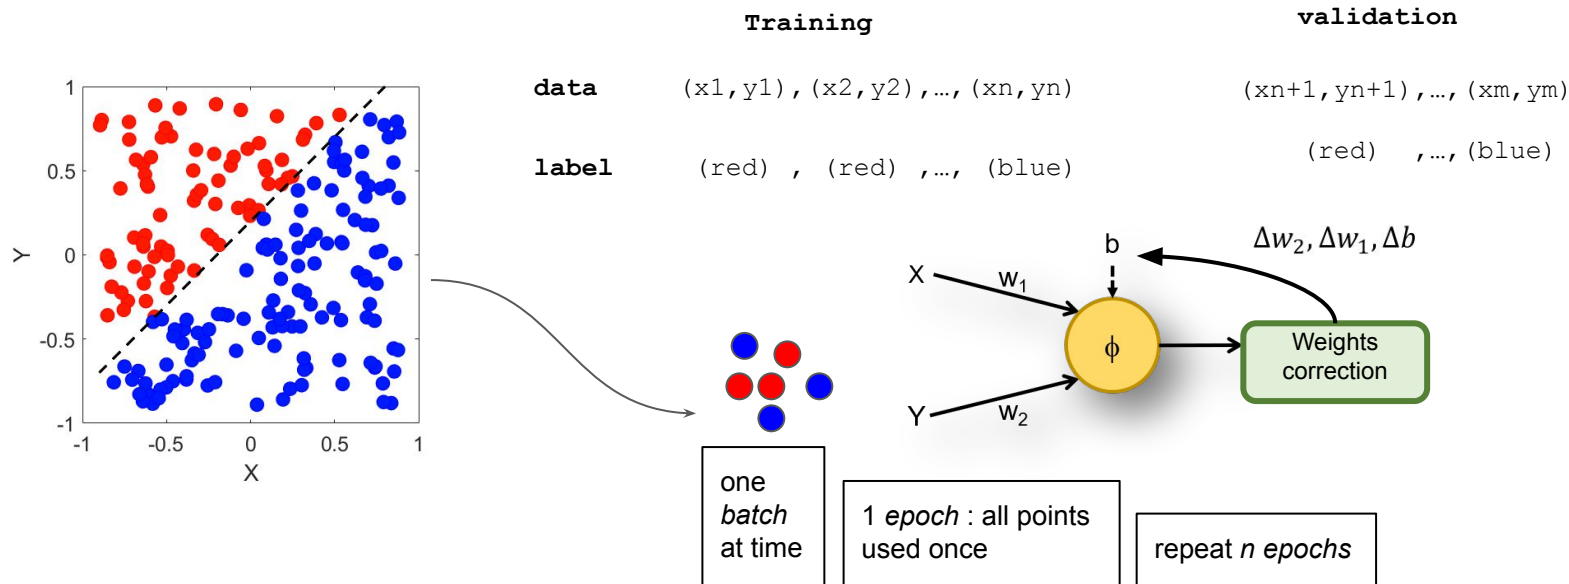 Training
validation
data (x1,y1),(x2,y2),…,(xn,yn)
(xn+1,yn+1),…,(xm,ym)
label (red) , (red) ,…, (blue)
(red) ,…,(blue)
1
0.5
0
-0.5
-1
Y
-1 -0.5 0 0.5 1
X
b
Δw₂,Δw₁,Δb
X
w₁
ϕ
Y
w₂
Weights
correction
one
batch
at time
1 epoch : all points
used once
repeat n epochs